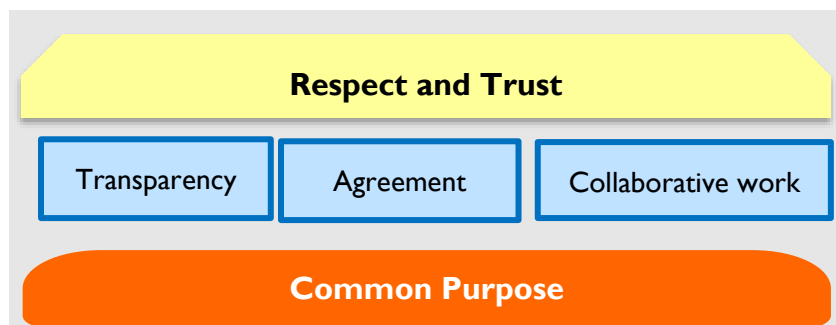 Respect and Trust
Transparency
Agreement
Collaborative work
Common Purpose